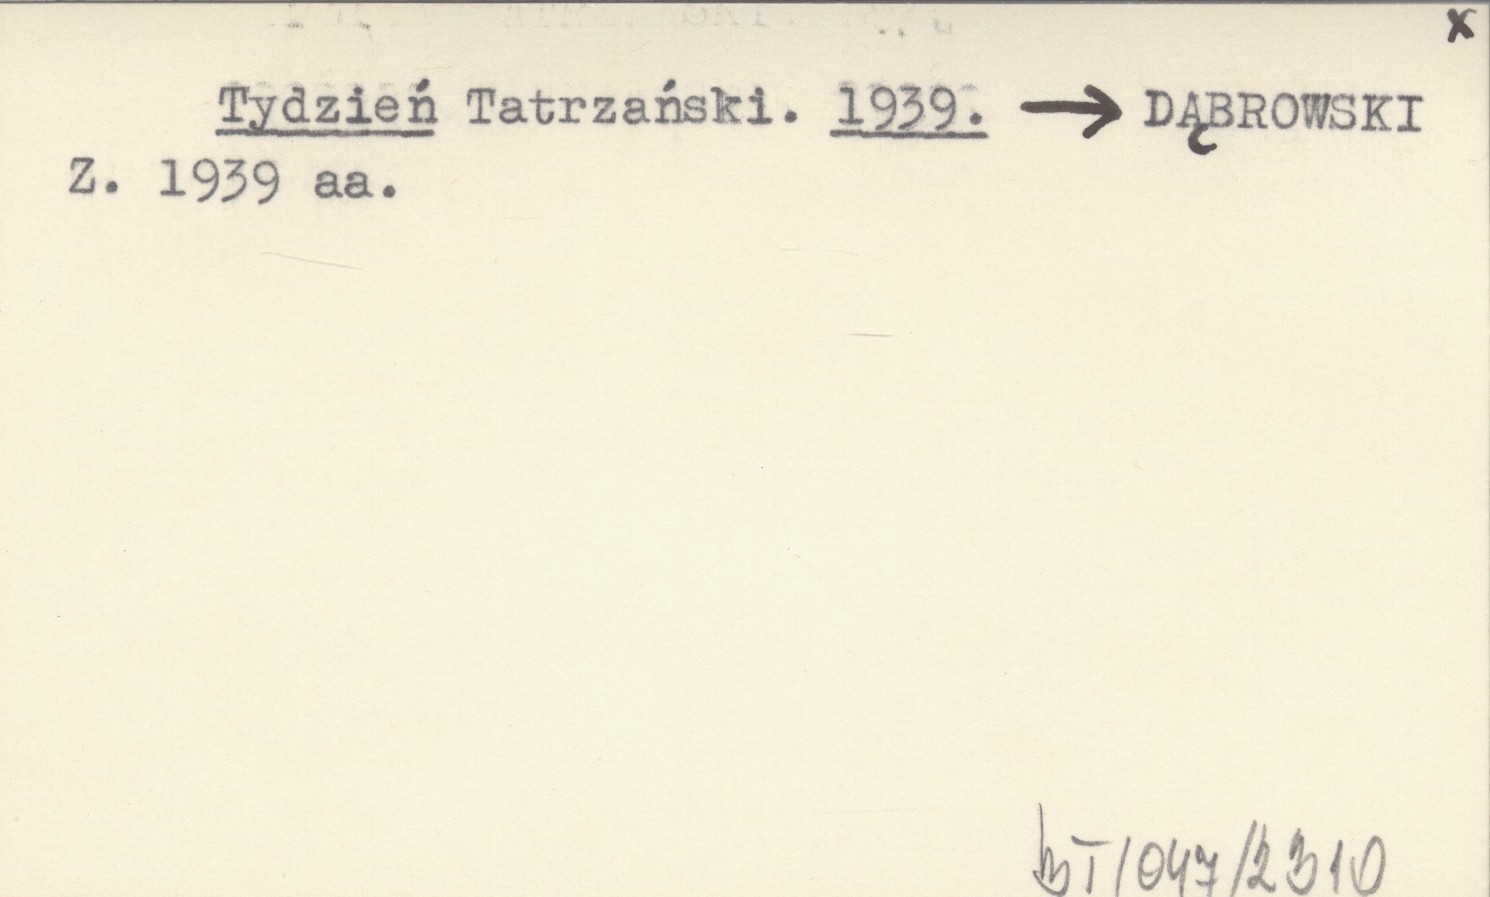 x
Tydzień Tatrzański. 1939. → DĄBROWSKI
Z. 1939 aa.
BT/047/2310